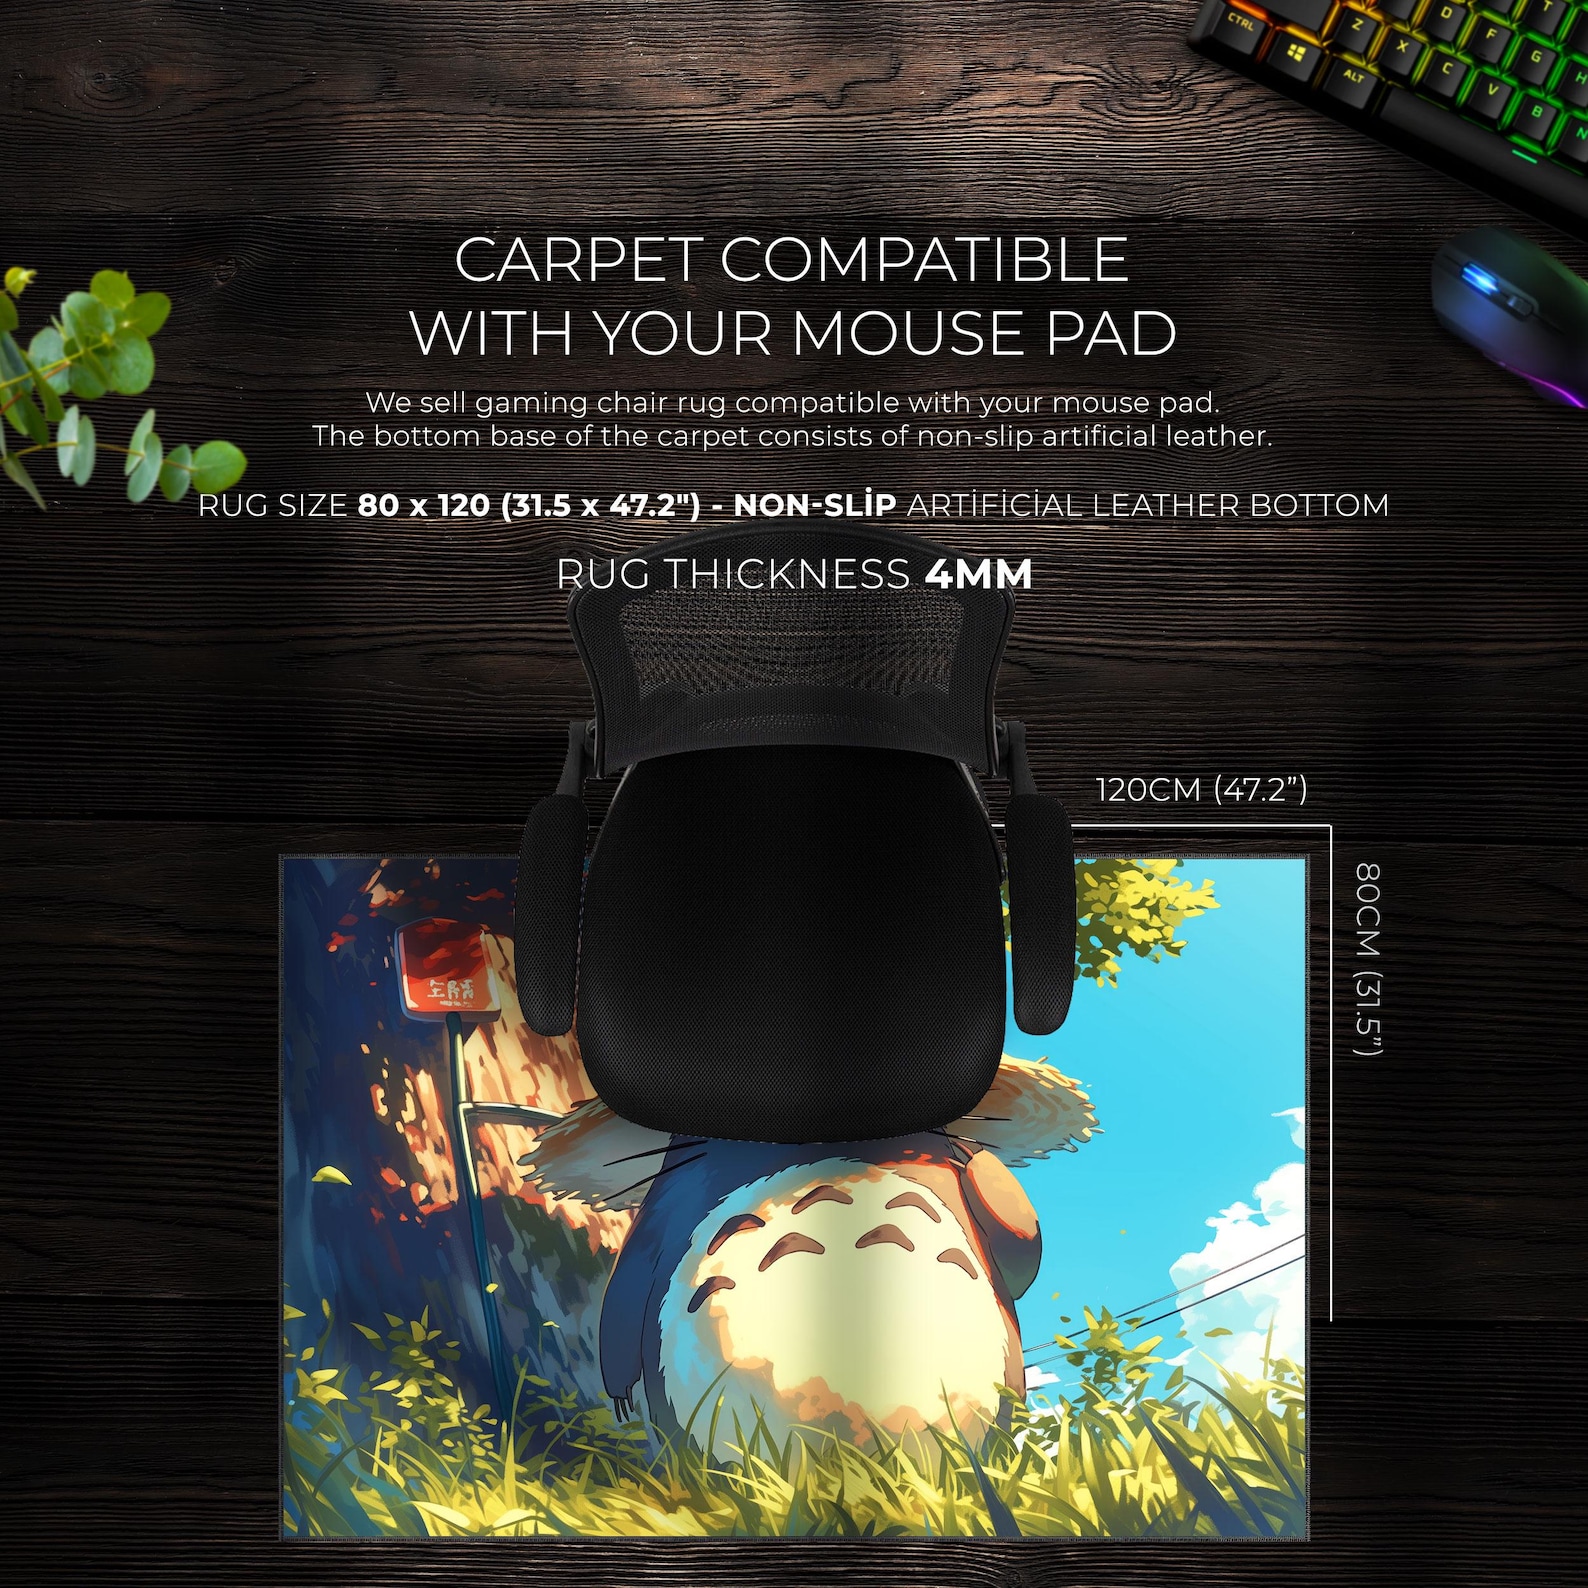 CTRL
ALT
Z
X
C
V
B
N
D
F
G
H
T
CARPET COMPATIBLE
WITH YOUR MOUSE PAD
We sell gaming chair rug compatible with your mouse pad.
The bottom base of the carpet consists of non-slip artificial leather.
RUG SIZE 80 x 120 (31.5 x 47.2") - NON-SLİP ARTİFİCİAL LEATHER BOTTOM
RUG THICKNESS 4MM
120CM (47.2”)
80CM (31.5”)